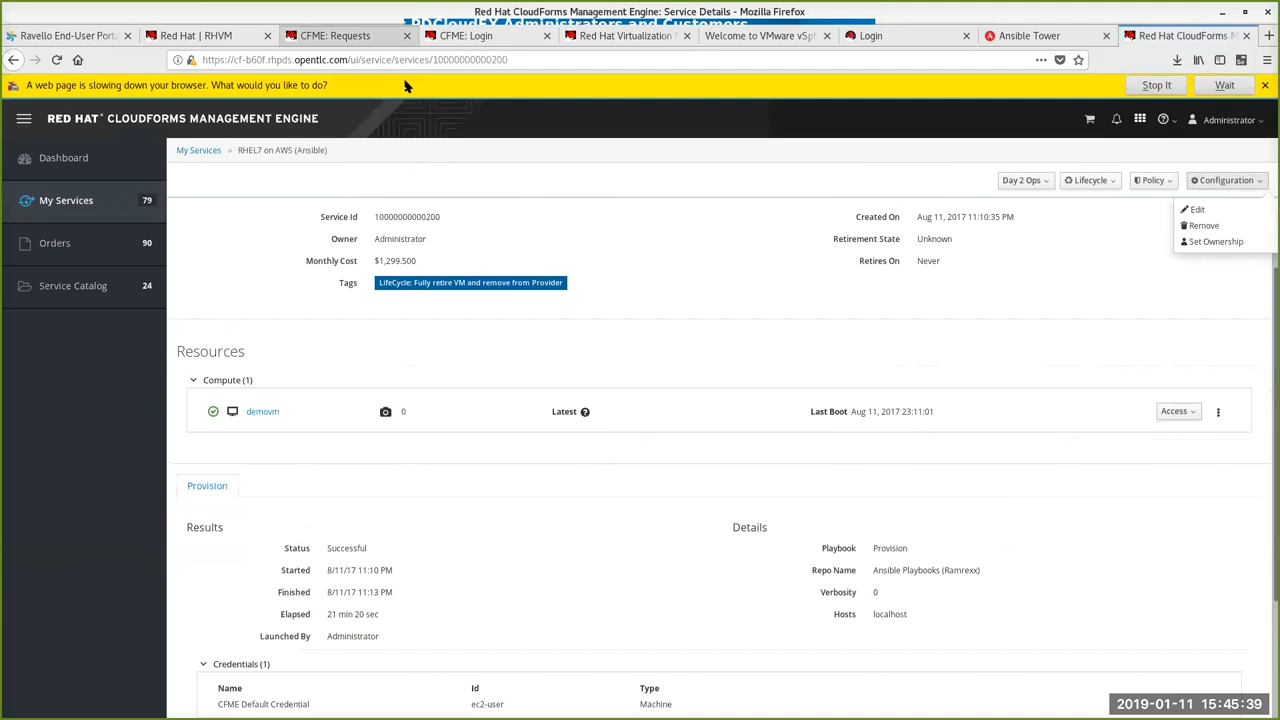 Red Hat CloudForms Management Engine: Service Details - Mozilla Firefox
PDCloudEX Administrators and Customers
Ravello End-User Port
Red Hat | RHVM
CFME: Requests
CFME: Login
Red Hat Virtualization
Welcome to VMware vSph
Login
Ansible Tower
Red Hat CloudForms M
https://cf-b60f.rhpds.opentlc.com/ui/service/services/10000000000200
A web page is slowing down your browser. What would you like to do?
Stop It
Wait
RED HAT® CLOUDFORMS MANAGEMENT ENGINE
Administrator
Dashboard
My Services 79
Orders 90
Service Catalog 24
My Services » RHEL7 on AWS (Ansible)
Day 2 Ops
Lifecycle
Policy
Configuration
Edit
Remove
Set Ownership
Service Id 10000000000200
Created On Aug 11, 2017 11:10:35 PM
Owner Administrator
Retirement State Unknown
Monthly Cost $1,299.500
Retires On Never
Tags LifeCycle: Fully retire VM and remove from Provider
Resources
Compute (1)
demovm 0 Latest Last Boot Aug 11, 2017 23:11:01 Access
Provision
Results
Details
Status Successful
Playbook Provision
Started 8/11/17 11:10 PM
Repo Name Ansible Playbooks (Ramrexx)
Finished 8/11/17 11:13 PM
Verbosity 0
Elapsed 21 min 20 sec
Hosts localhost
Launched By Administrator
Credentials (1)
Name Id Type
CFME Default Credential ec2-user Machine
2019-01-11 15:45:39